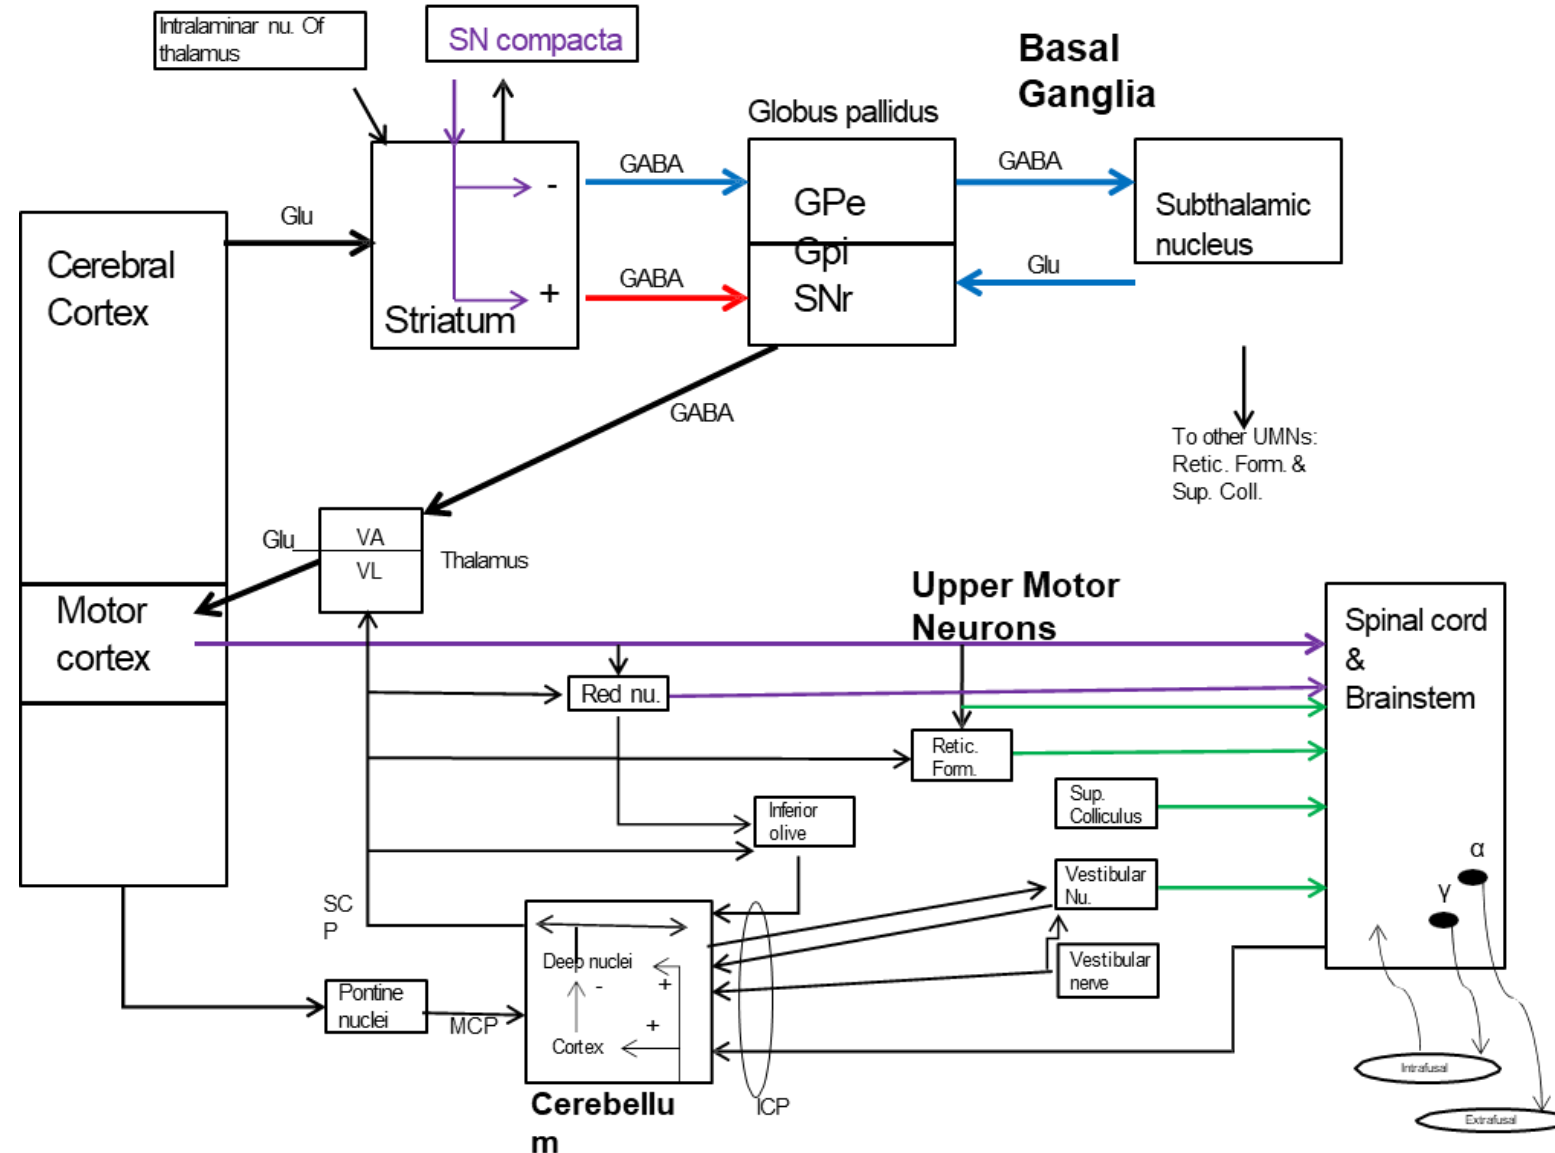 Intralaminar nu. Of
thalamus
SN compacta
Basal
Ganglia
Globus pallidus
GABA
GABA
-
GPe
Subthalamic
nucleus
Glu
Cerebral
Cortex
Gpi
Glu
GABA
+
SNr
Striatum
GABA
To other UMNs:
Retic. Form. &
Sup. Coll.
Glu
VA
VL
Thalamus
Upper Motor
Neurons
Motor
cortex
Spinal cord
&
Brainstem
Red nu.
Retic.
Form.
Sup.
Colliculus
Inferior
olive
α
γ
Vestibular
Nu.
SC
P
Deep nuclei
-
+
Vestibular
nerve
Pontine
nuclei
MCP
+
Cortex
Intrafusal
Cerebellu
m
ICP
Extrafusal